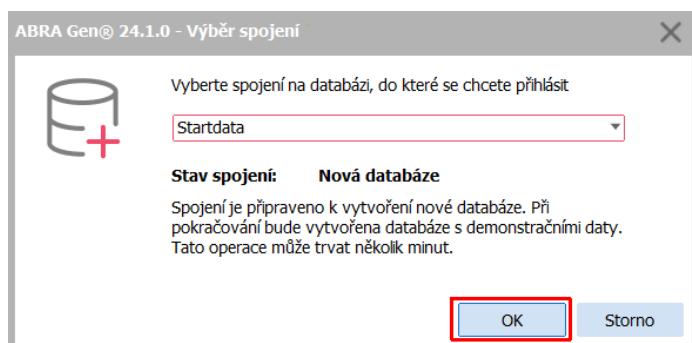 ABRA Gen® 24.1.0 - Výběr spojení
Vyberte spojení na databázi, do které se chcete přihlásit
Startdata
Stav spojení: Nová databáze
Spojení je připraveno k vytvoření nové databáze. Při
pokračování bude vytvořena databáze s demonstračními daty.
Tato operace může trvat několik minut.
OK Storno